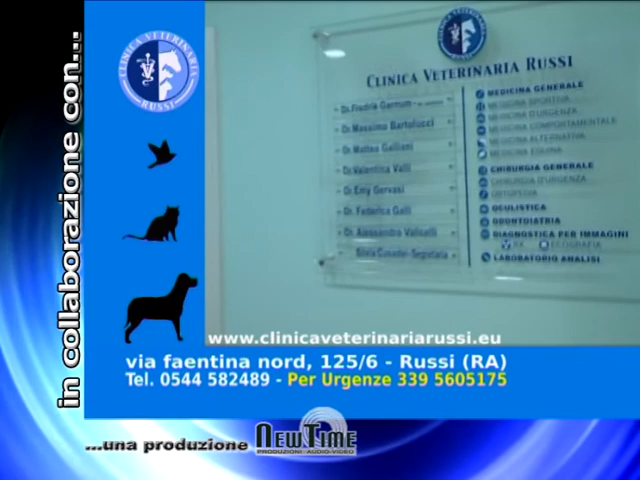 in collaborazione con...
CLINICA VETERINARIA
RUSSI
CLINICA VETERINARIA RUSSI
Dr. Massimo Bartolucci
Dr. Matteo Galliani
Dr. Valentina Valli
Dr. Emy Gervasi
Dr. Federica Galli
Dr. Alessandro Valiselli
MEDICINA GENERALE
MEDICINA SPORTIVA
MEDICINA D'URGENZA
MEDICINA COMPORTAMENTALE
MEDICINA ALTERNATIVA
MEDICINA EQUINA
CHIRURGIA GENERALE
CHIRURGIA D'URGENZA
ORTOPEDIA
OCULISTICA
ODONTOIATRIA
DIAGNOSTICA PER IMMAGINI
RX ECOGRAFIA
LABORATORIO ANALISI
www.clinicaveterinariarussi.eu
via faentina nord, 125/6 - Russi (RA)
Tel. 0544 582489 - Per Urgenze 339 5605175
...una produzione NEWTIME
PRODUZIONI AUDIO-VIDEO